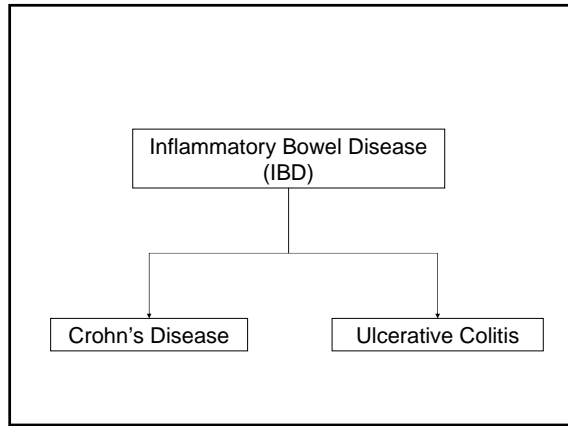 Inflammatory Bowel Disease
(IBD)
Crohn’s Disease
Ulcerative Colitis